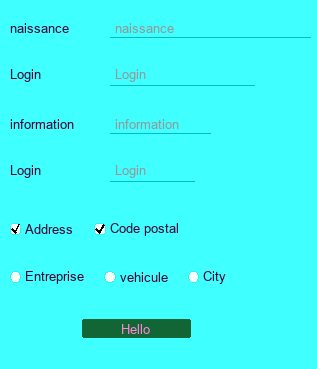 naissance naissance
Login Login
information information
Login Login
Address Code postal
Entreprise vehicule City
Hello